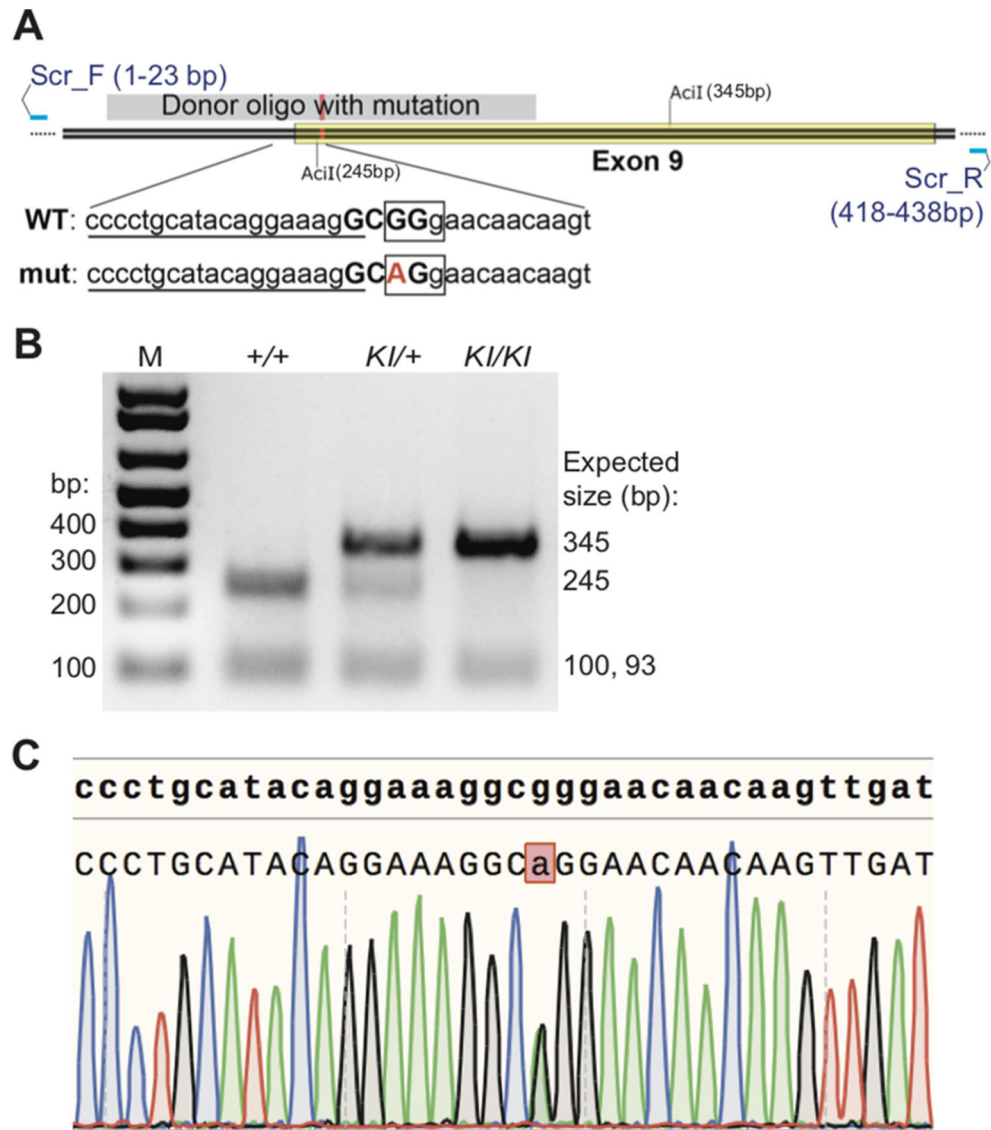 A
Scr_F (1-23 bp)
Donor oligo with mutation
AciI (345bp)
Exon 9
AciI(245bp)
Scr_R
(418-438bp)
WT: cccctgcatacaggaaagGCGGgaacaacaagt
mut: cccctgcatacaggaaagGCAGgaacaacaagt
B
M +/+ KI/+ KI/KI
bp:
400
300
200
100
Expected
size (bp):
345
245
100, 93
C
ccctgcatacaggaaaggcgggaacaacaagttgat
CCCTGCATACAGGAAAGGCaGGAACAACAAGTTGAT